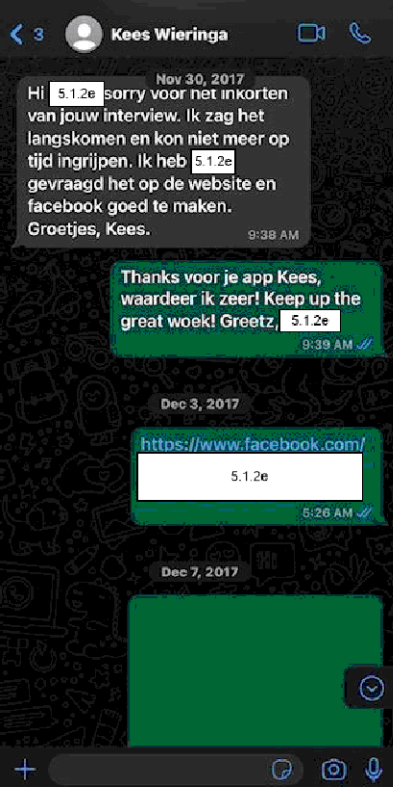 3
Kees Wieringa
Nov 30, 2017
Hi 5.1.2e sorry voor het inkorten
van jouw interview. Ik zag het
langskomen en kon niet meer op
tijd ingrijpen. Ik heb 5.1.2e
gevraagd het op de website en
facebook goed te maken.
Groetjes, Kees.
9:38 AM
Thanks voor je app Kees,
waardeer ik zeer! Keep up the
great woek! Greetz, 5.1.2e
9:39 AM
Dec 3, 2017
https://www.facebook.com/
5.1.2e
5:26 AM
Dec 7, 2017